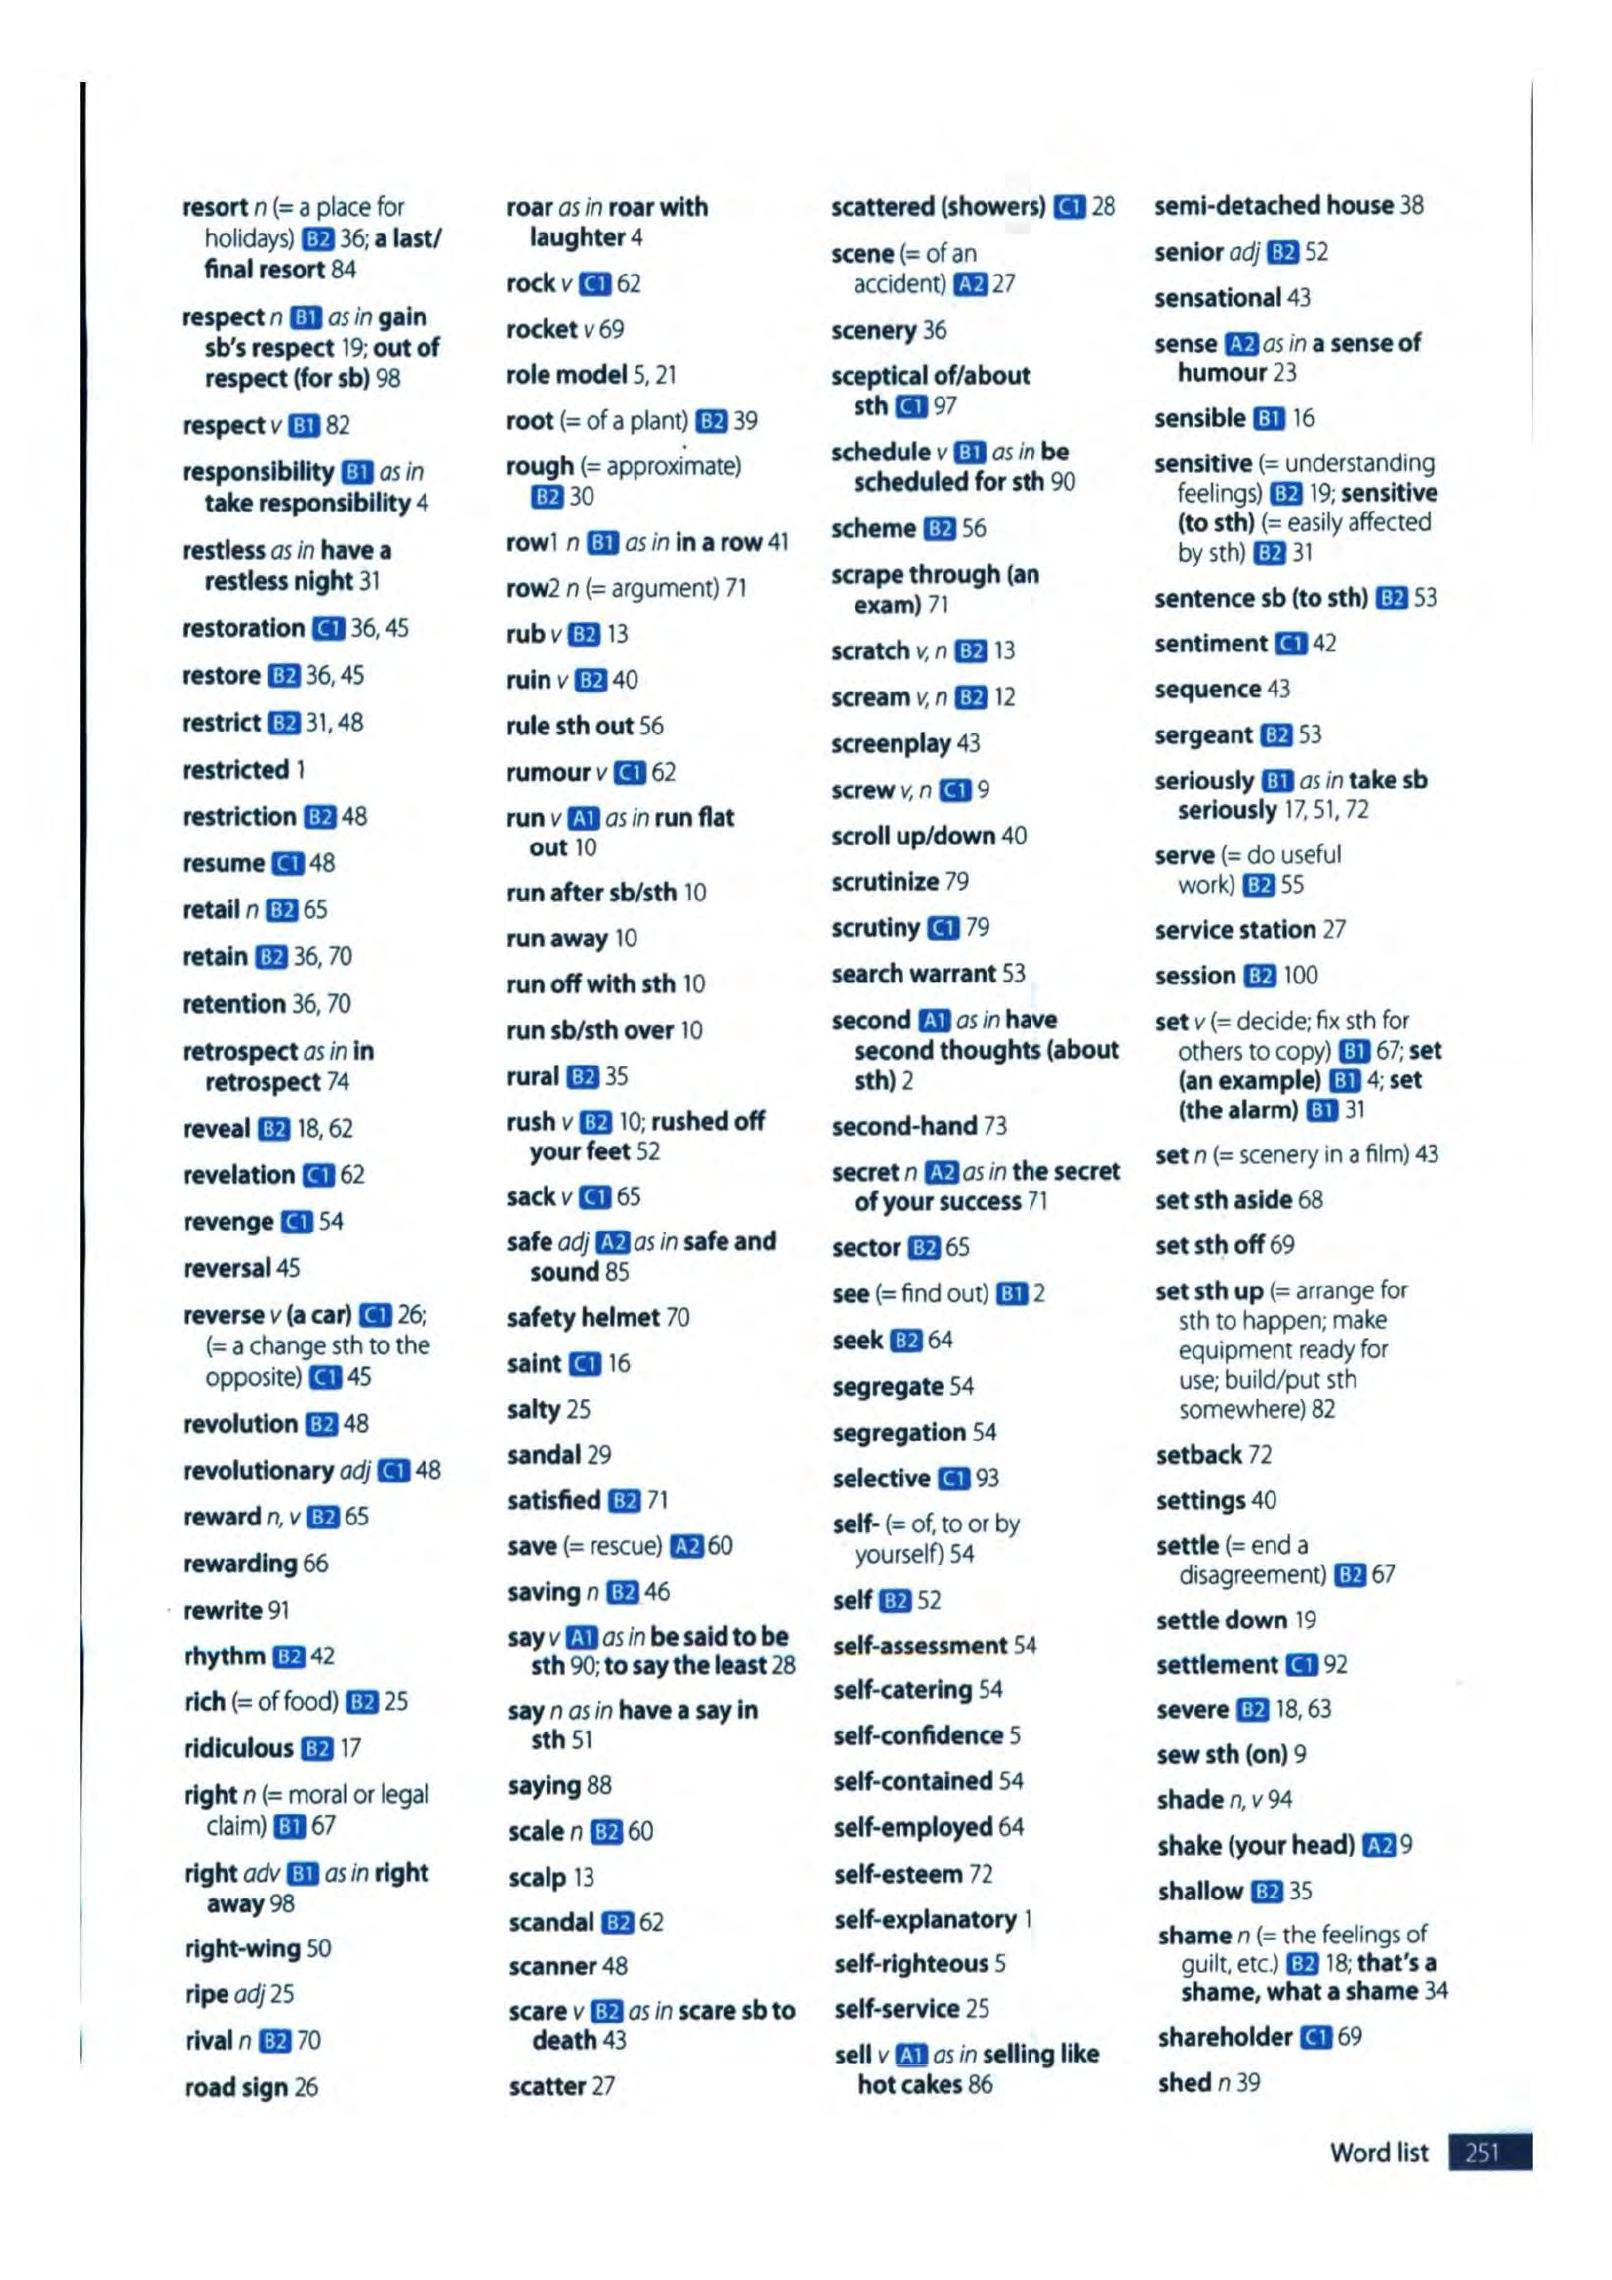 resort n (= a place for
holidays) B2 36; a last/
final resort 84
respect n B1 as in gain
sb's respect 19; out of
respect (for sb) 98
respect v B1 82
responsibility B1 as in
take responsibility 4
restless as in have a
restless night 31
restoration C1 36, 45
restore B2 36, 45
restrict B2 31, 48
restricted 1
restriction B2 48
resume C1 48
retail n B2 65
retain B2 36, 70
retention 36, 70
retrospect as in in
retrospect 74
reveal B2 18, 62
revelation C1 62
revenge C1 54
reversal 45
reverse v (a car) C1 26;
(= a change sth to the
opposite) C1 45
revolution B2 48
revolutionary adj C1 48
reward n, v B2 65
rewarding 66
rewrite 91
rhythm B2 42
rich (= of food) B2 25
ridiculous B2 17
right n (= moral or legal
claim) B1 67
right adv B1 as in right
away 98
right-wing 50
ripe adj 25
rival n B2 70
road sign 26
roar as in roar with
laughter 4
rock v C1 62
rocket v 69
role model 5, 21
root (= of a plant) B2 39
rough (= approximate)
B2 30
row1 n B1 as in in a row 41
row2 n (= argument) 71
rub v B2 13
ruin v B2 40
rule sth out 56
rumour v C1 62
run v A1 as in run flat
out 10
run after sb/sth 10
run away 10
run off with sth 10
run sb/sth over 10
rural B2 35
rush v B2 10; rushed off
your feet 52
sack v C1 65
safe adj A2 as in safe and
sound 85
safety helmet 70
saint C1 16
salty 25
sandal 29
satisfied B2 71
save (= rescue) A2 60
saving n B2 46
say v A1 as in be said to be
sth 90; to say the least 28
say n as in have a say in
sth 51
saying 88
scale n B2 60
scalp 13
scandal B2 62
scanner 48
scare v B2 as in scare sb to
death 43
scatter 27
scattered (showers) C1 28
scene (= of an
accident) A2 27
scenery 36
sceptical of/about
sth C1 97
schedule v B1 as in be
scheduled for sth 90
scheme B2 56
scrape through (an
exam) 71
scratch v, n B2 13
scream v, n B2 12
screenplay 43
screw v, n C1 9
scroll up/down 40
scrutinize 79
scrutiny C1 79
search warrant 53
second A1 as in have
second thoughts (about
sth) 2
second-hand 73
secret n A2 as in the secret
of your success 71
sector B2 65
see (= find out) B1 2
seek B2 64
segregate 54
segregation 54
selective C1 93
self- (= of, to or by
yourself) 54
self B2 52
self-assessment 54
self-catering 54
self-confidence 5
self-contained 54
self-employed 64
self-esteem 72
self-explanatory 1
self-righteous 5
self-service 25
sell v A1 as in selling like
hot cakes 86
semi-detached house 38
senior adj B2 52
sensational 43
sense A2 as in a sense of
humour 23
sensible B1 16
sensitive (= understanding
feelings) B2 19; sensitive
(to sth) (= easily affected
by sth) B2 31
sentence sb (to sth) B2 53
sentiment C1 42
sequence 43
sergeant B2 53
seriously B1 as in take sb
seriously 17, 51, 72
serve (= do useful
work) B2 55
service station 27
session B2 100
set v (= decide; fix sth for
others to copy) B1 67; set
(an example) B1 4; set
(the alarm) B1 31
set n (= scenery in a film) 43
set sth aside 68
set sth off 69
set sth up (= arrange for
sth to happen; make
equipment ready for
use; build/put sth
somewhere) 82
setback 72
settings 40
settle (= end a
disagreement) B2 67
settle down 19
settlement C1 92
severe B2 18, 63
sew sth (on) 9
shade n, v 94
shake (your head) A2 9
shallow B2 35
shame n (= the feelings of
guilt, etc.) B2 18; that's a
shame, what a shame 34
shareholder C1 69
shed n 39
Word list 251